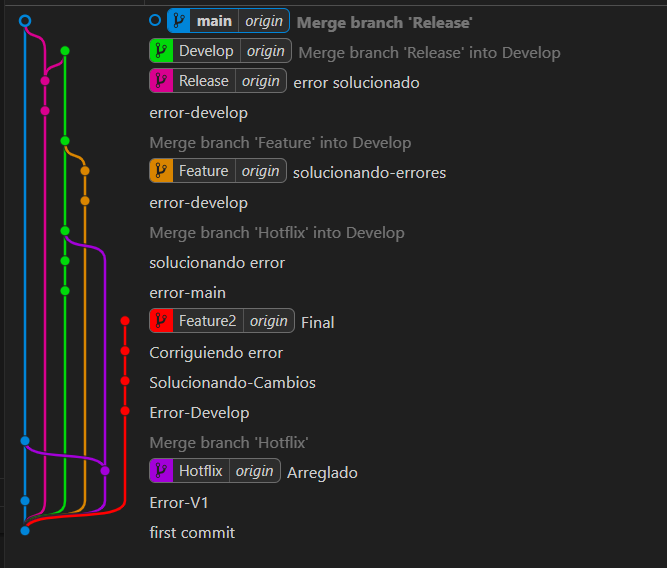 main origin Merge branch 'Release'
Develop origin Merge branch 'Release' into Develop
Release origin error solucionado
error-develop
Merge branch 'Feature' into Develop
Feature origin solucionando-errores
error-develop
Merge branch 'Hotflix' into Develop
solucionando error
error-main
Feature2 origin Final
Corriguiendo error
Solucionando-Cambios
Error-Develop
Merge branch 'Hotflix'
Hotflix origin Arreglado
Error-V1
first commit